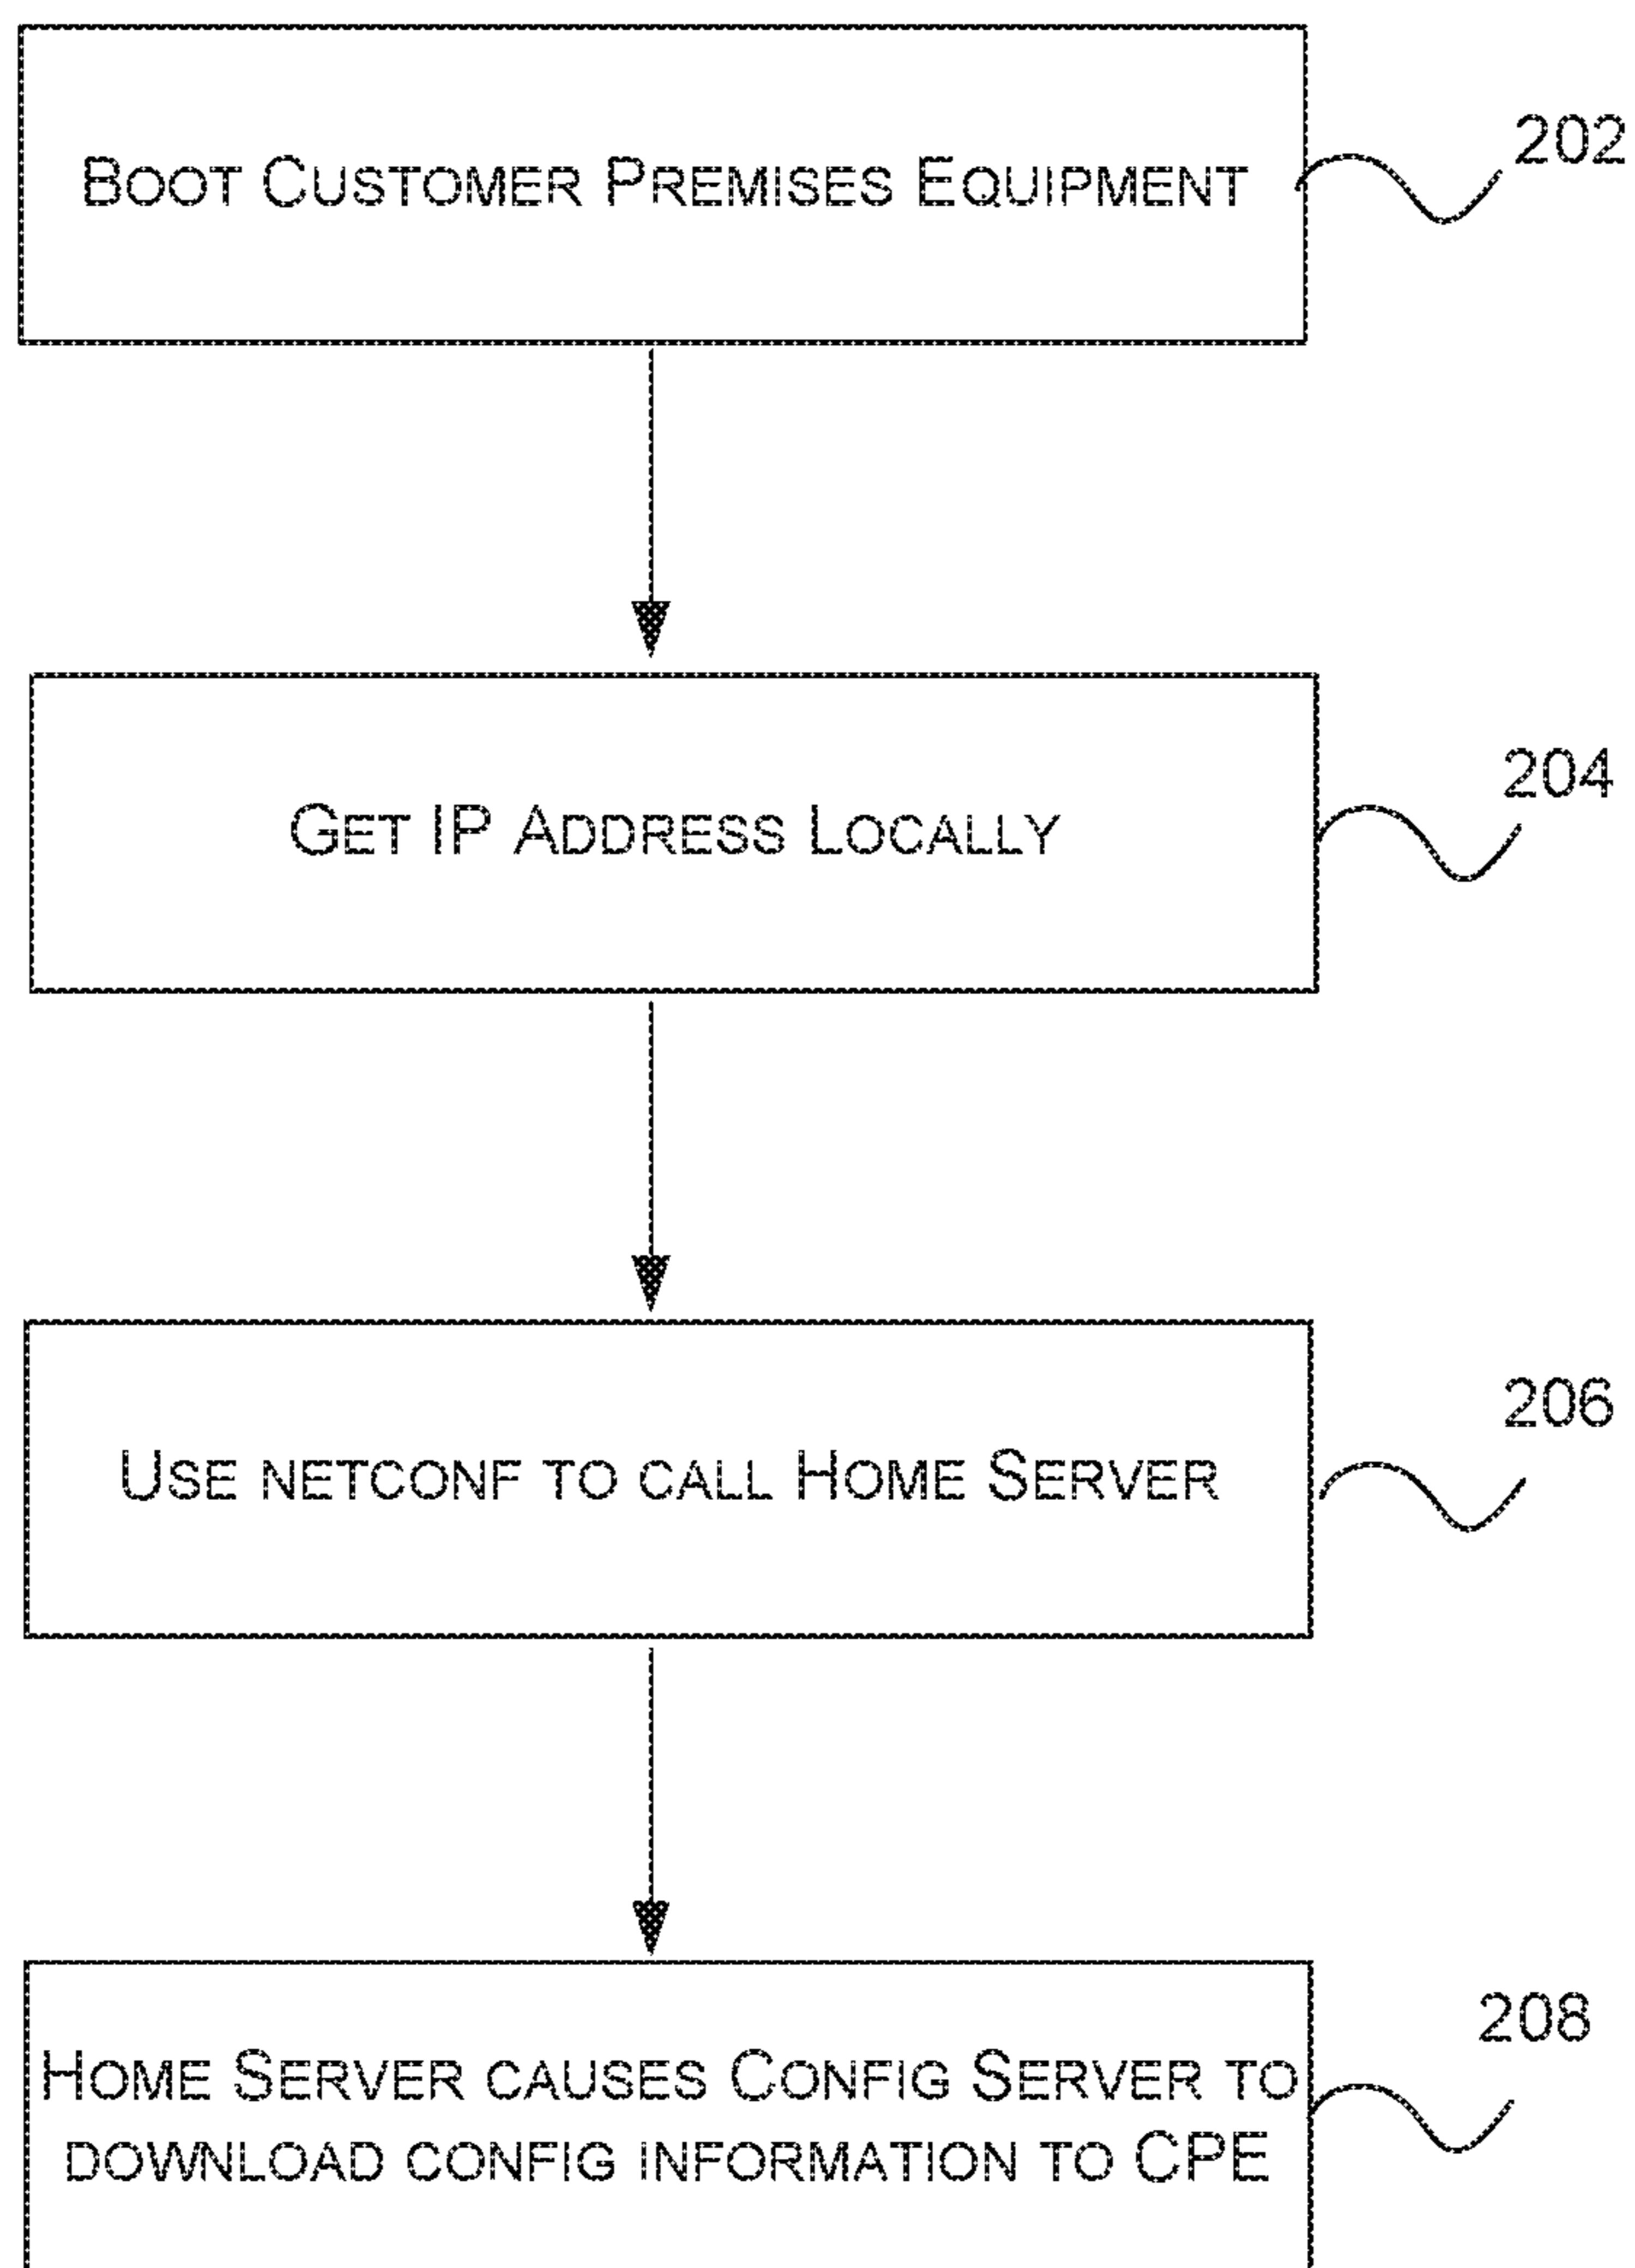 BOOT CUSTOMER PREMISES EQUIPMENT
202
GET IP ADDRESS LOCALLY
204
USE NETCONF TO CALL HOME SERVER
206
HOME SERVER CAUSES CONFIG SERVER TO
DOWNLOAD CONFIG INFORMATION TO CPE
208